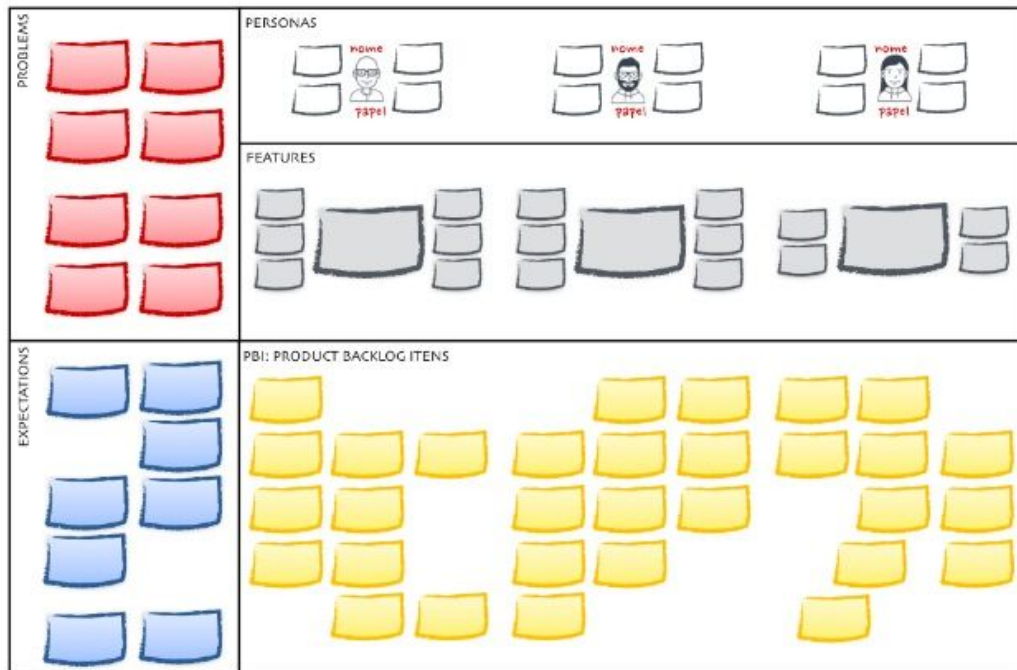 PROBLEMS
PERSONAS
nome
papel
nome
papel
nome
papel
FEATURES
EXPECTATIONS
PBI: PRODUCT BACKLOG ITENS